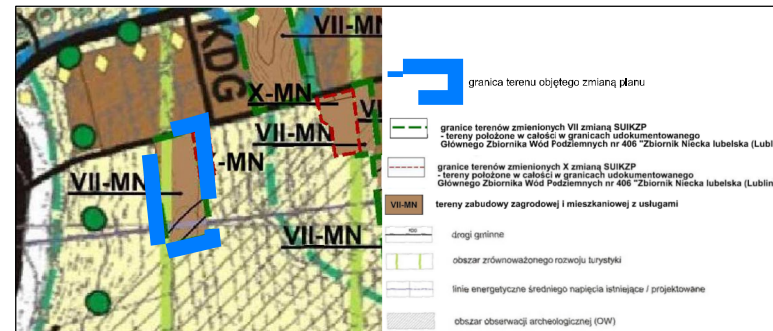 VII-MN
KDG
X-MN
VII-MN
VI
-MN
VII-MN
VII-MN
granica terenu objętego zmianą planu
granice terenów zmienionych VII zmianą SUIKZP
- tereny położone w całości w granicach udokumentowanego
Głównego Zbiornika Wód Podziemnych nr 406 "Zbiornik Niecka lubelska (Lubl
granice terenów zmienionych X zmianą SUIKZP
- tereny położone w całości w granicach udokumentowanego
Głównego Zbiornika Wód Podziemnych nr 406 "Zbiornik Niecka lubelska (Lublin
VII-MN
tereny zabudowy zagrodowej i mieszkaniowej z usługami
drogi gminne
obszar zrównoważonego rozwoju turystyki
linie energetyczne średniego napięcia istniejące / projektowane
obszar obserwacji archeologicznej (OW)